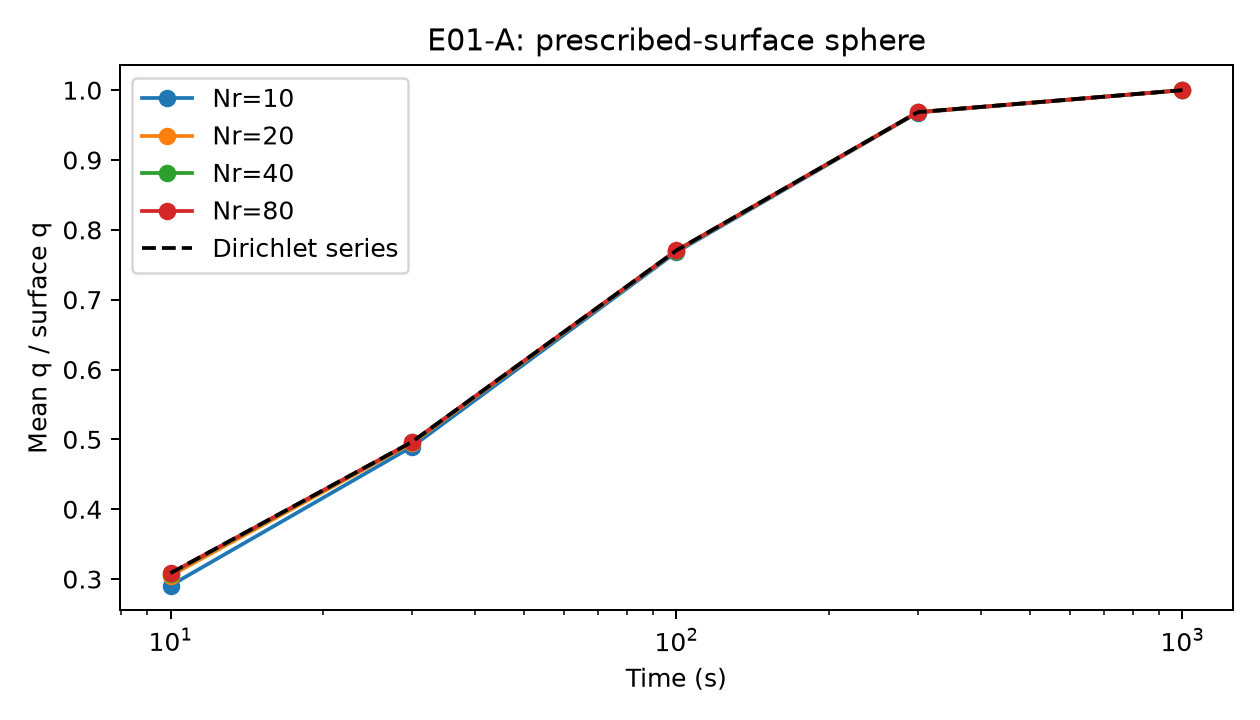 E01-A: prescribed-surface sphere
Nr=10
Nr=20
Nr=40
Nr=80
Dirichlet series
Mean q / surface q
1.0
0.9
0.8
0.7
0.6
0.5
0.4
0.3
10¹ 10² 10³
Time (s)